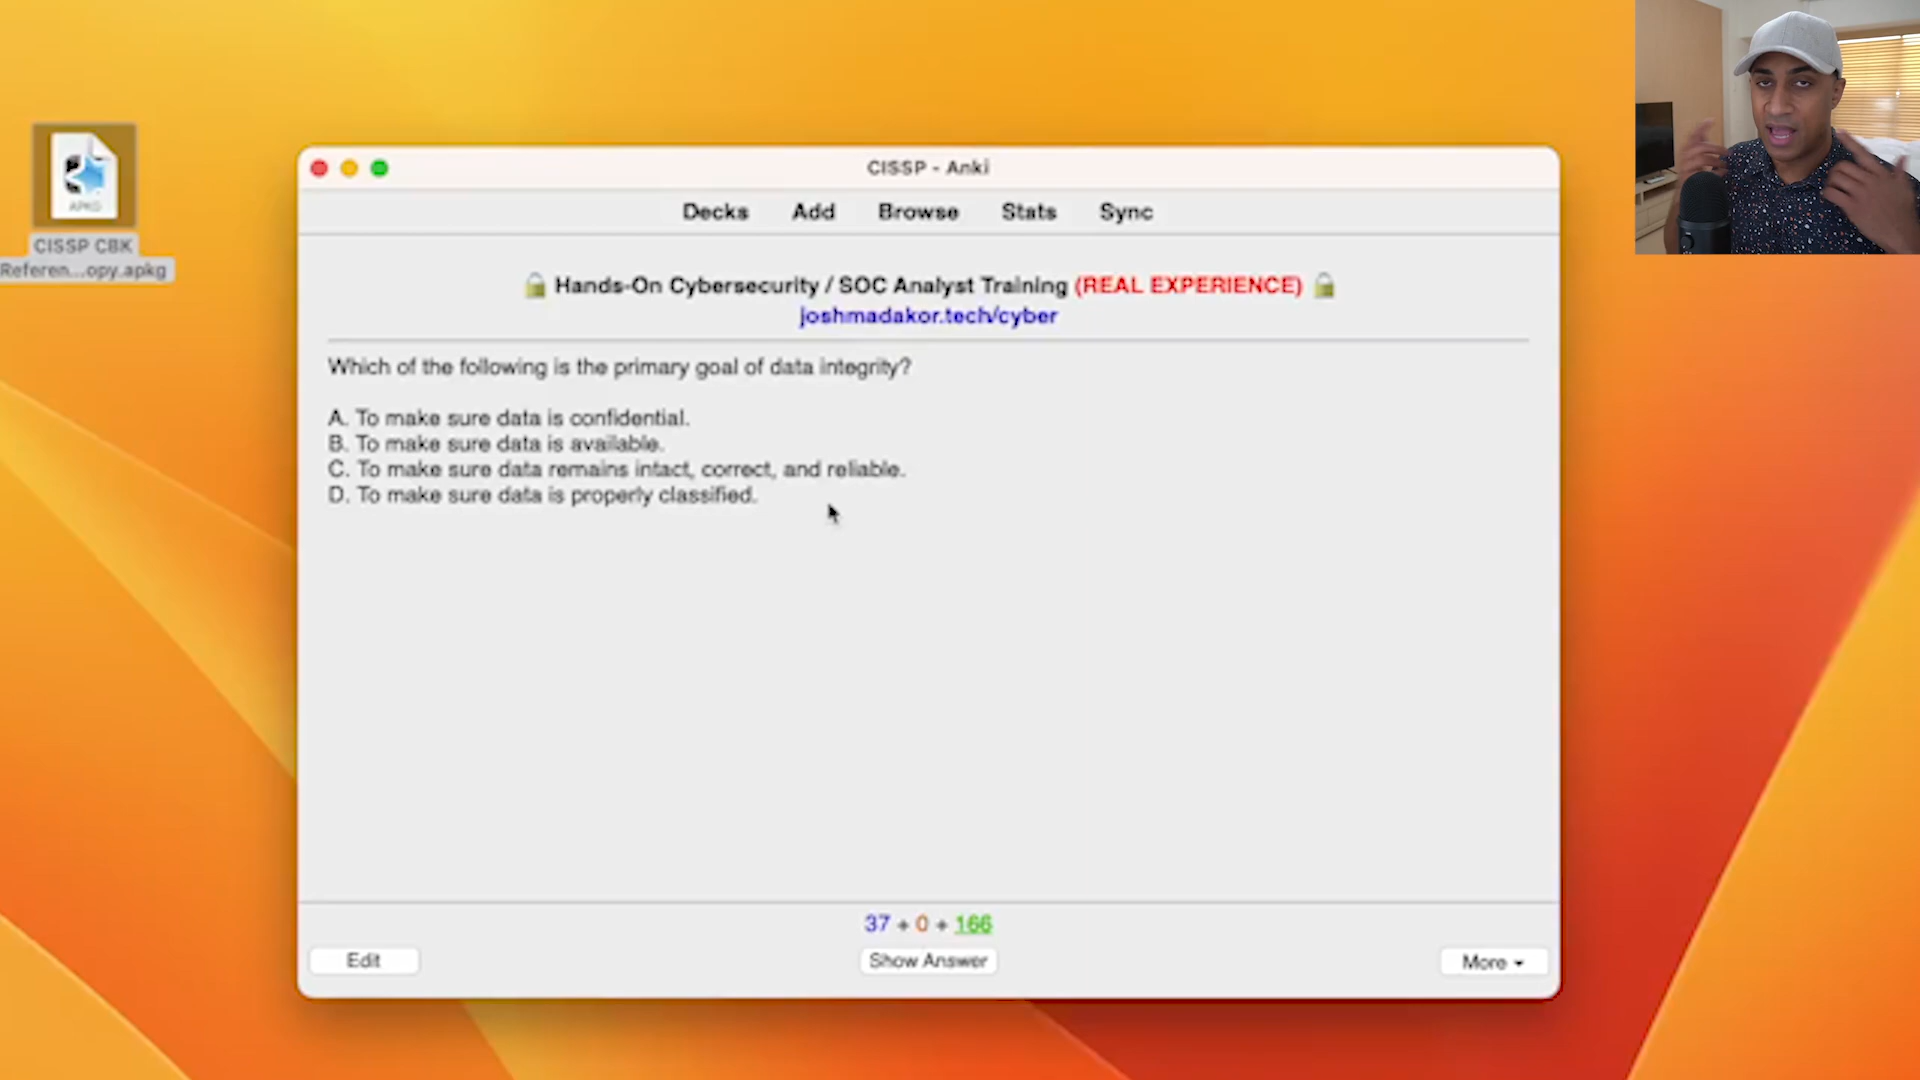 CISSP - Anki
Decks Add Browse Stats Sync
APKG
CISSP CBK
Referen...opy.apkg
Hands-On Cybersecurity / SOC Analyst Training (REAL EXPERIENCE)
joshmadakor.tech/cyber
Which of the following is the primary goal of data integrity?
A. To make sure data is confidential.
B. To make sure data is available.
C. To make sure data remains intact, correct, and reliable.
D. To make sure data is properly classified.
37 + 0 + 166
Edit Show Answer More